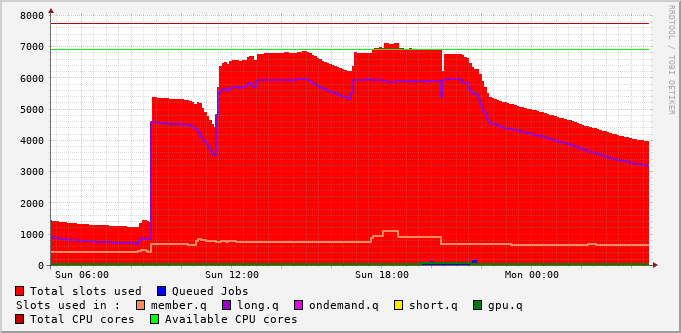 8000
7000
6000
5000
4000
3000
2000
1000
0
Sun 06:00 Sun 12:00 Sun 18:00 Mon 00:00
RRDTOOL / TOBI OETIKER
Total slots used Queued Jobs
Slots used in : member.q long.q ondemand.q short.q gpu.q
Total CPU cores Available CPU cores